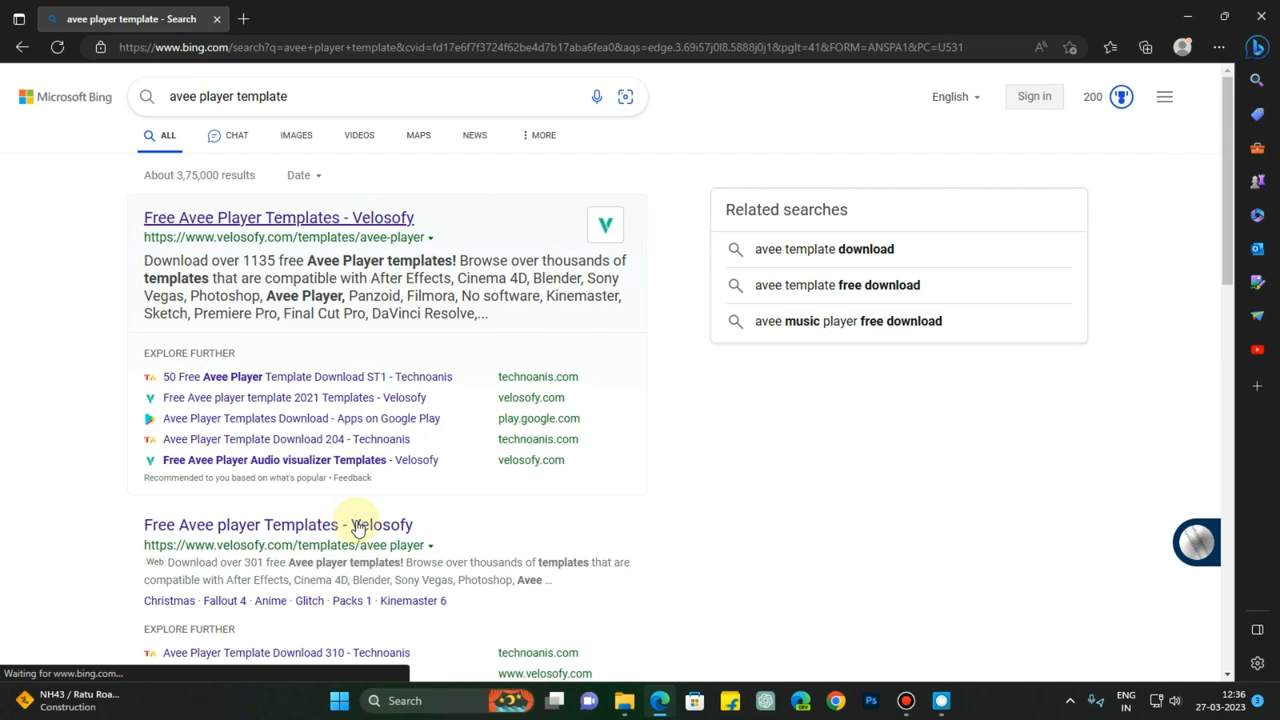 avee player template - Search
https://www.bing.com/search?q=avee+player+template&cvid=fd17e6f7f3724f62be4d7b17aba6fea0&aqs=edge.3.69i57j0l8.5888j0j1&pglt=41&FORM=ANSPA1&PC=U531
Microsoft Bing
avee player template
English
Sign in
200
ALL
CHAT
IMAGES
VIDEOS
MAPS
NEWS
MORE
About 3,75,000 results
Date
Free Avee Player Templates - Velosofy
https://www.velosofy.com/templates/avee-player
Download over 1135 free Avee Player templates! Browse over thousands of
templates that are compatible with After Effects, Cinema 4D, Blender, Sony
Vegas, Photoshop, Avee Player, Panzoid, Filmora, No software, Kinemaster,
Sketch, Premiere Pro, Final Cut Pro, DaVinci Resolve,...
EXPLORE FURTHER
50 Free Avee Player Template Download ST1 - Technoanis technoanis.com
Free Avee player template 2021 Templates - Velosofy velosofy.com
Avee Player Templates Download - Apps on Google Play play.google.com
Avee Player Template Download 204 - Technoanis technoanis.com
Free Avee Player Audio visualizer Templates - Velosofy velosofy.com
Recommended to you based on what's popular • Feedback
Free Avee player Templates - Velosofy
https://www.velosofy.com/templates/avee player
Web Download over 301 free Avee player templates! Browse over thousands of templates that are
compatible with After Effects, Cinema 4D, Blender, Sony Vegas, Photoshop, Avee ...
Christmas · Fallout 4 · Anime · Glitch · Packs 1 · Kinemaster 6
EXPLORE FURTHER
Avee Player Template Download 310 - Technoanis technoanis.com
www.velosofy.com
Related searches
avee template download
avee template free download
avee music player free download
Waiting for www.bing.com...
NH43 / Ratu Roa...
Construction
Search
ENG
IN
12:36
27-03-2023
3